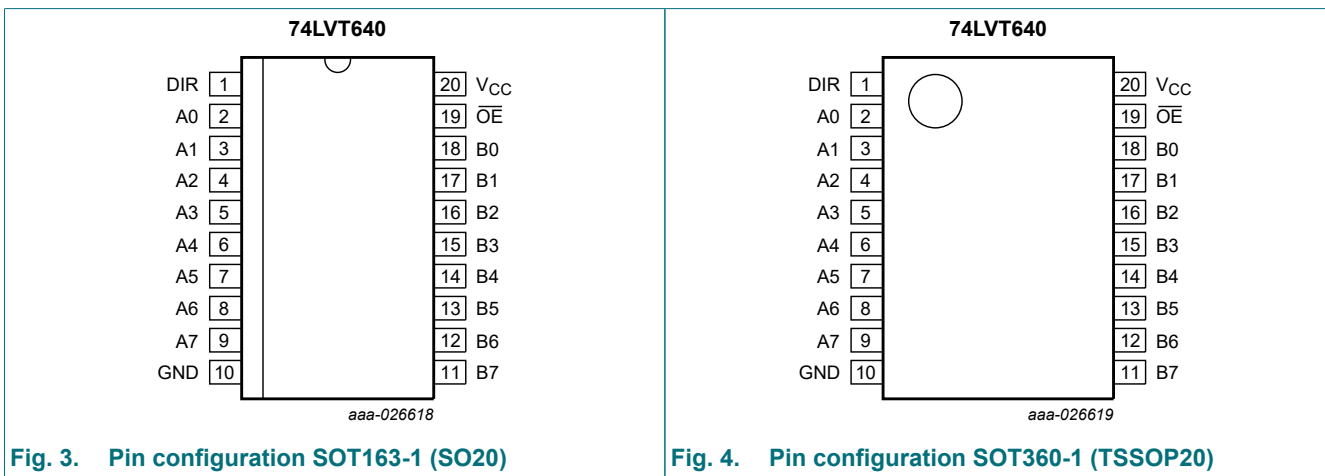 74LVT640
DIR 1 20 VCC
A0 2 19 O̅E̅
A1 3 18 B0
A2 4 17 B1
A3 5 16 B2
A4 6 15 B3
A5 7 14 B4
A6 8 13 B5
A7 9 12 B6
GND 10 11 B7
aaa-026618
Fig. 3. Pin configuration SOT163-1 (SO20)
74LVT640
DIR 1 20 VCC
A0 2 19 O̅E̅
A1 3 18 B0
A2 4 17 B1
A3 5 16 B2
A4 6 15 B3
A5 7 14 B4
A6 8 13 B5
A7 9 12 B6
GND 10 11 B7
aaa-026619
Fig. 4. Pin configuration SOT360-1 (TSSOP20)